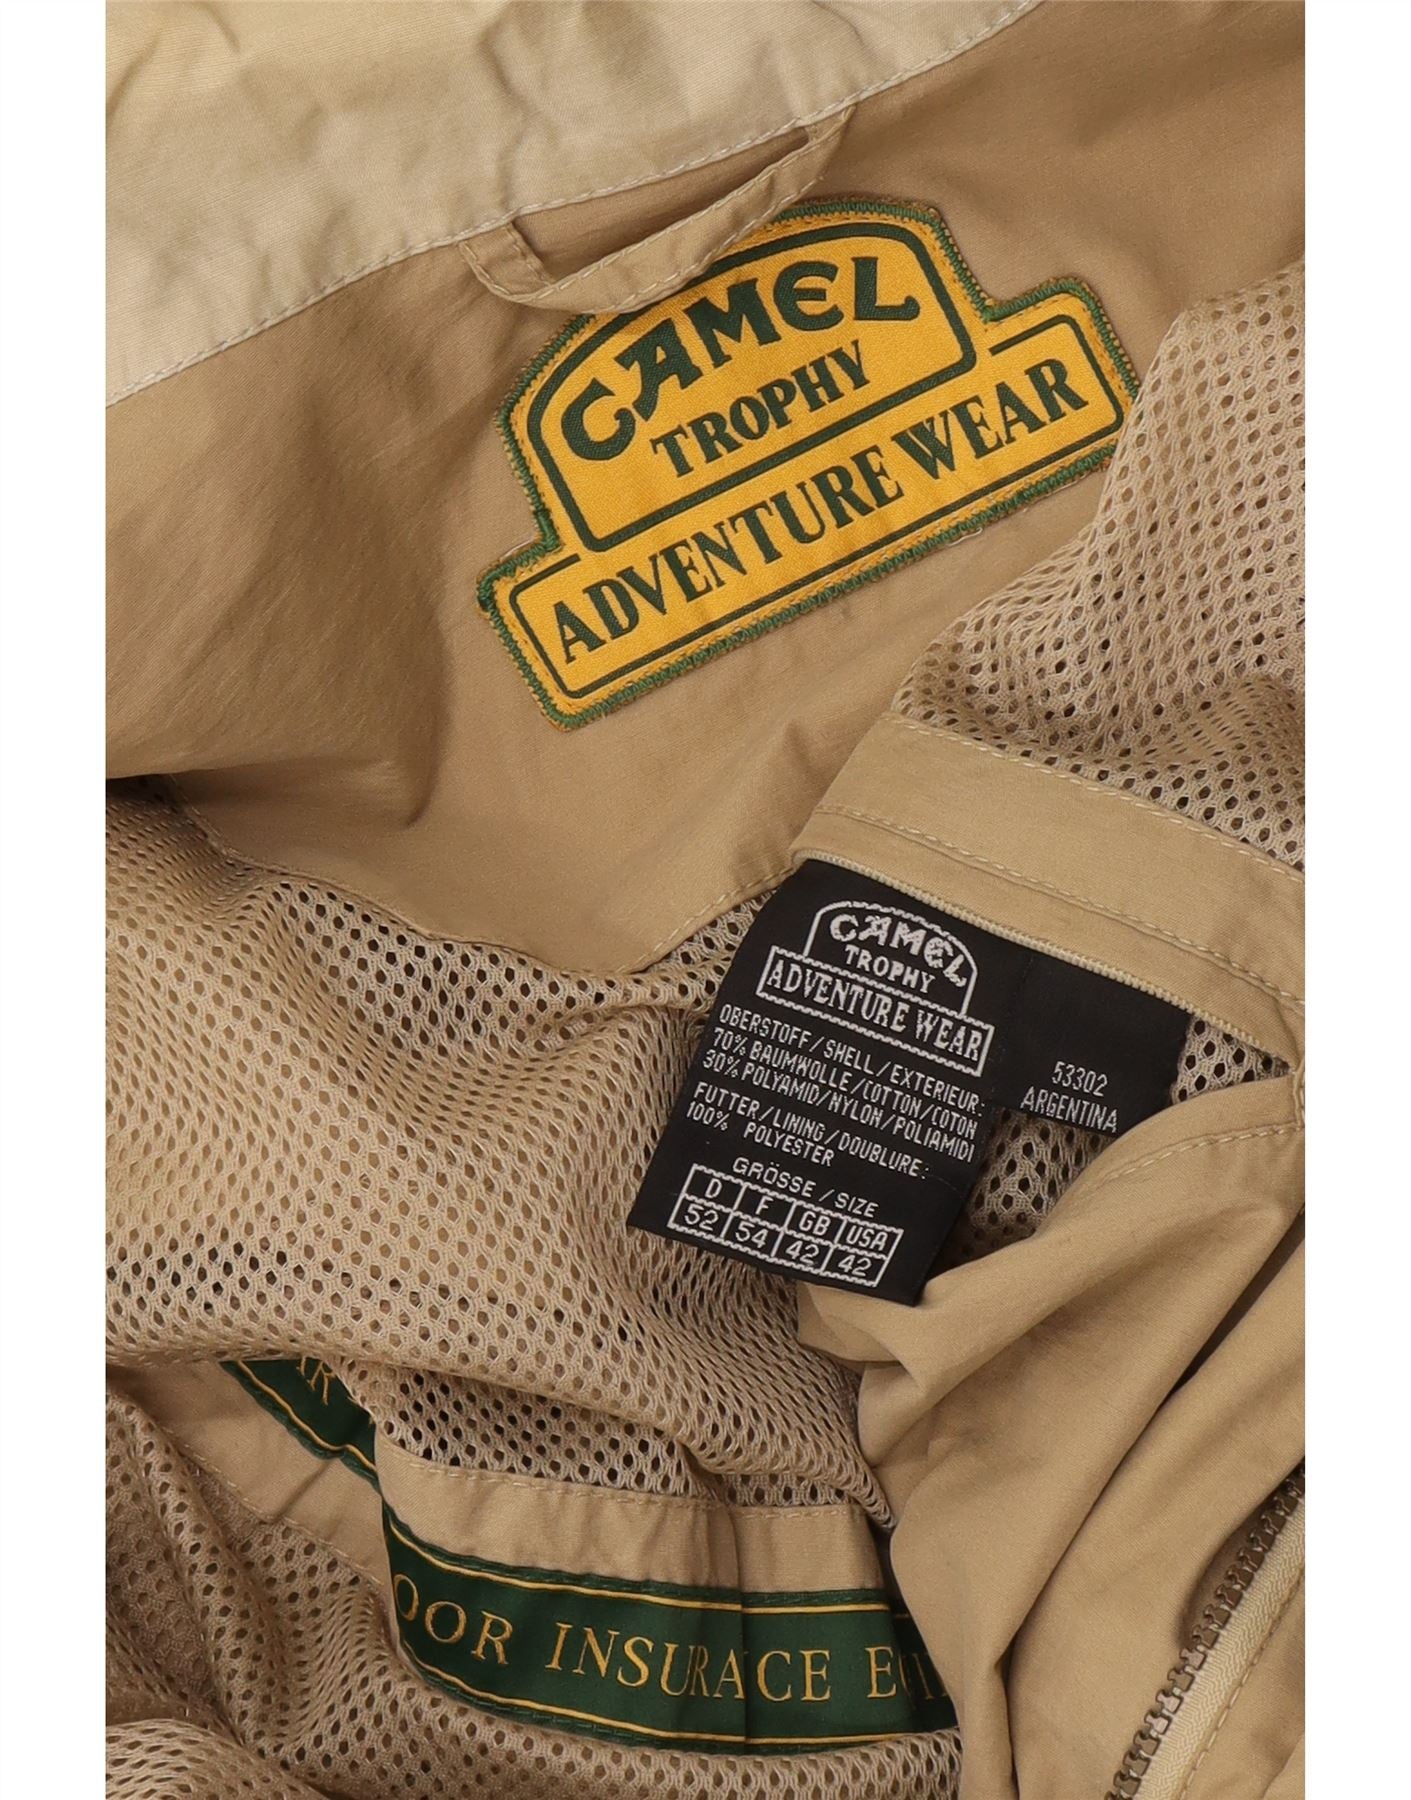 CAMEL
TROPHY
ADVENTURE WEAR
CAMEL
TROPHY
ADVENTURE WEAR
OBERSTOFF/SHELL/EXTERIEUR:
70% BAUMWOLLE/COTTON/COTON
30% POLYAMID/NYLON/POLIAMIDI
FUTTER/LINING/DOUBLURE:
100% POLYESTER
GRÖSSE/SIZE
D F GB USA
52 54 42 42
53302
ARGENTINA
OOR INSURANCE